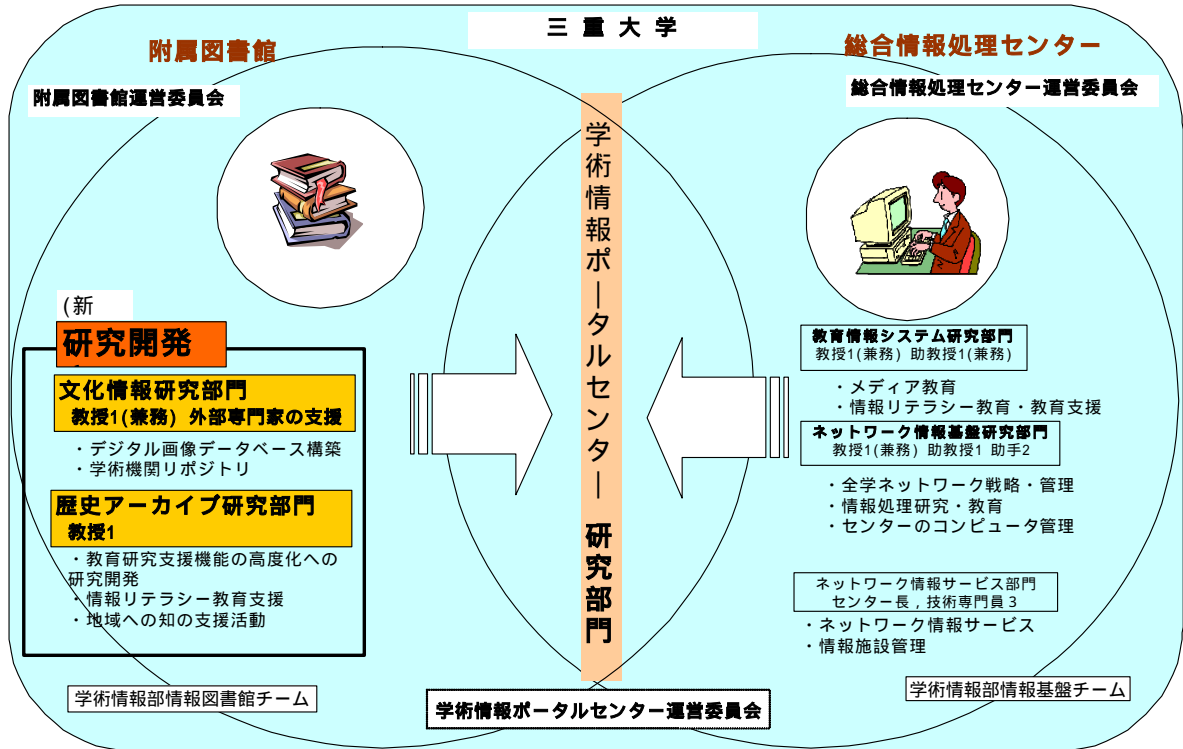 三重大学
附属図書館
附属図書館運営委員会
(新
研究開発
文化情報研究部門
教授1(兼務) 外部専門家の支援
・デジタル画像データベース構築
・学術機関リポジトリ
歴史アーカイブ研究部門
教授1
・教育研究支援機能の高度化への
研究開発
・情報リテラシー教育支援
・地域への知の支援活動
学術情報部情報図書館チーム
学術情報ポータルセンター 研究部門
学術情報ポータルセンター運営委員会
総合情報処理センター
総合情報処理センター運営委員会
教育情報システム研究部門
教授1(兼務) 助教授1(兼務)
・メディア教育
・情報リテラシー教育・教育支援
ネットワーク情報基盤研究部門
教授1(兼務) 助教授1 助手2
・全学ネットワーク戦略・管理
・情報処理研究・教育
・センターのコンピュータ管理
ネットワーク情報サービス部門
センター長，技術専門員３
・ネットワーク情報サービス
・情報施設管理
学術情報部情報基盤チーム